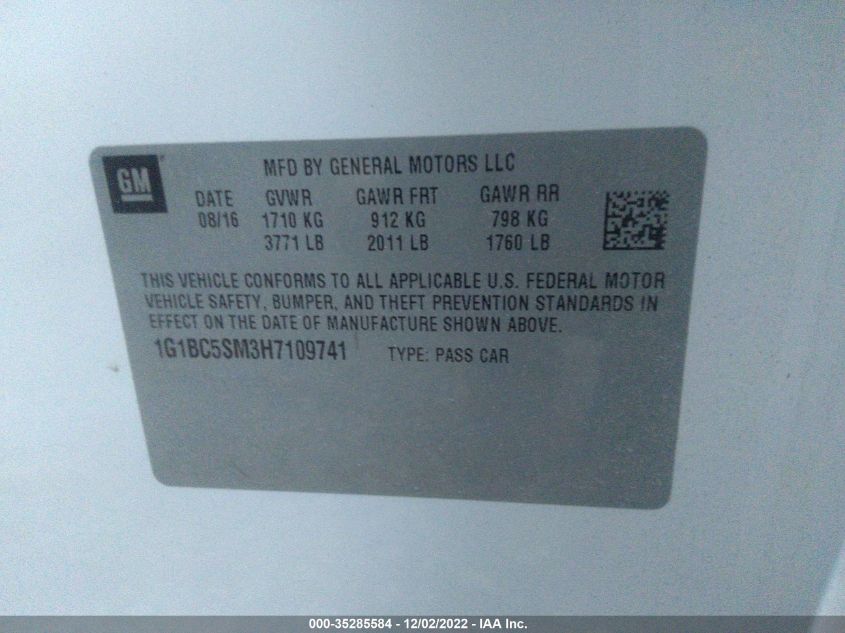 GM
MFD BY GENERAL MOTORS LLC
DATE GVWR GAWR FRT GAWR RR
08/16 1710 KG 912 KG 798 KG
3771 LB 2011 LB 1760 LB
THIS VEHICLE CONFORMS TO ALL APPLICABLE U.S. FEDERAL MOTOR
VEHICLE SAFETY, BUMPER, AND THEFT PREVENTION STANDARDS IN
EFFECT ON THE DATE OF MANUFACTURE SHOWN ABOVE.
1G1BC5SM3H7109741 TYPE: PASS CAR
000-35285584 - 12/02/2022 - IAA Inc.